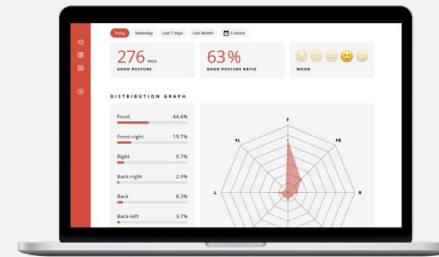 Today Yesterday Last 7 days Last Month Custom
276 min
GOOD POSTURE
63%
GOOD POSTURE RATIO
MOOD
DISTRIBUTION GRAPH
Front 44.6%
Front-right 19.7%
Right 9.7%
Back-right 2.9%
Back 8.3%
Back-left 3.7%
F
FL
FR
L
R